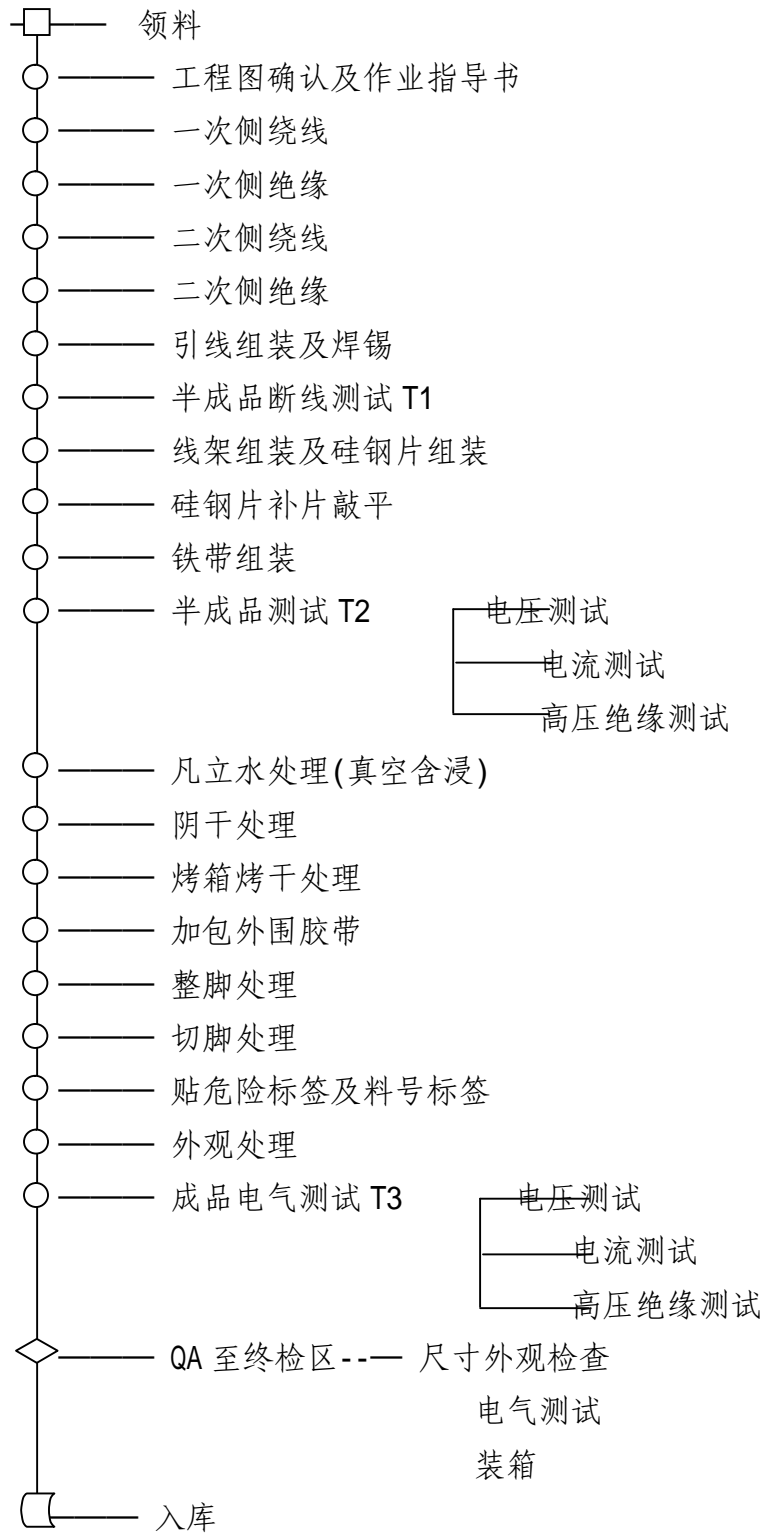 领料
工程图确认及作业指导书
一次侧绕线
一次侧绝缘
二次侧绕线
二次侧绝缘
引线组装及焊锡
半成品断线测试 T1
线架组装及硅钢片组装
硅钢片补片敲平
铁带组装
半成品测试 T2 电压测试
电流测试
高压绝缘测试
凡立水处理(真空含浸)
阴干处理
烤箱烤干处理
加包外围胶带
整脚处理
切脚处理
贴危险标签及料号标签
外观处理
成品电气测试 T3 电压测试
电流测试
高压绝缘测试
QA 至终检区--— 尺寸外观检查
电气测试
装箱
入库